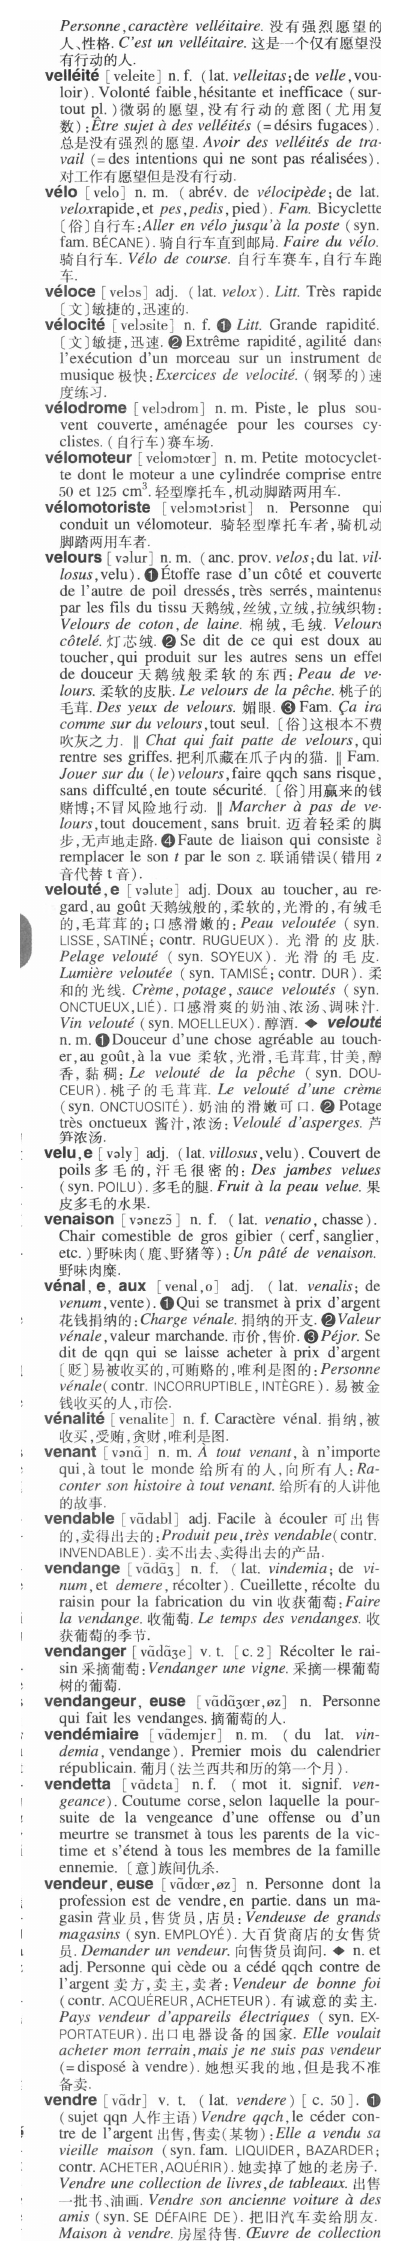 Personne, caractère velléitaire. 没有强烈愿望的
人、性格. C'est un velléitaire. 这是一个仅有愿望没
有行动的人.
velléité [veleite] n. f. (lat. velleitas; de velle, vou-
loir). Volonté faible, hésitante et inefficace (sur-
tout pl.) 微弱的愿望,没有行动的意图(尤用复
数): Être sujet à des velléités (= désirs fugaces).
总是没有强烈的愿望. Avoir des velléités de tra-
vail (= des intentions qui ne sont pas réalisées).
对工作有愿望但是没有行动.
vélo [velo] n. m. (abrév. de vélocipède; de lat.
veloxrapide, et pes, pedis, pied). Fam. Bicyclette
[俗]自行车: Aller en vélo jusqu'à la poste (syn.
fam. BÉCANE). 骑自行车直到邮局. Faire du vélo.
骑自行车. Vélo de course. 自行车赛车,自行车跑
车.
véloce [velɔs] adj. (lat. velox). Litt. Très rapide
[文]敏捷的,迅速的.
vélocité [velɔsite] n. f. ❶ Litt. Grande rapidité.
[文]敏捷,迅速. ❷ Extrême rapidité, agilité dans
l'exécution d'un morceau sur un instrument de
musique 极快: Exercices de velocité. (钢琴的)速
度练习.
vélodrome [velɔdrom] n. m. Piste, le plus sou-
vent couverte, aménagée pour les courses cy-
clistes. (自行车)赛车场.
vélomoteur [velomɔtœr] n. m. Petite motocyclet-
te dont le moteur a une cylindrée comprise entre
50 et 125 cm³. 轻型摩托车,机动脚踏两用车.
vélomotoriste [velɔmɔtɔrist] n. Personne qui
conduit un vélomoteur. 骑轻型摩托车者,骑机动
脚踏两用车者.
velours [vəlur] n. m. (anc. prov. velos; du lat. vil-
losus, velu). ❶ Étoffe rase d'un côté et couverte
de l'autre de poil dressés, très serrés, maintenus
par les fils du tissu 天鹅绒,丝绒,立绒,拉绒织物:
Velours de coton, de laine. 棉绒,毛绒. Velours
côtelé. 灯芯绒. ❷ Se dit de ce qui est doux au
toucher, qui produit sur les autres sens un effet
de douceur 天鹅绒般柔软的东西: Peau de ve-
lours. 柔软的皮肤. Le velours de la pêche. 桃子的
毛茸. Des yeux de velours. 媚眼. ❸ Fam. Ça ira
comme sur du velours, tout seul. [俗]这根本不费
吹灰之力. ‖ Chat qui fait patte de velours, qui
rentre ses griffes. 把利爪藏在爪子内的猫. ‖ Fam.
Jouer sur du (le) velours, faire qqch sans risque,
sans diffculté, en toute sécurité. [俗]用赢来的钱
赌博;不冒风险地行动. ‖ Marcher à pas de ve-
lours, tout doucement, sans bruit. 迈着轻柔的脚
步,无声地走路. ❹ Faute de liaison qui consiste à
remplacer le son t par le son z. 联诵错误(错用 z
音代替 t 音).
velouté, e [vəlute] adj. Doux au toucher, au re-
gard, au goût 天鹅绒般的,柔软的,光滑的,有绒毛
的,毛茸茸的;口感滑嫩的: Peau veloutée (syn.
LISSE, SATINÉ; contr. RUGUEUX). 光滑的皮肤.
Pelage velouté (syn. SOYEUX). 光滑的毛皮.
Lumière veloutée (syn. TAMISÉ; contr. DUR). 柔
和的光线. Crème, potage, sauce veloutés (syn.
ONCTUEUX, LIÉ). 口感滑爽的奶油、浓汤、调味汁.
Vin velouté (syn. MOELLEUX). 醇酒. ◆ velouté
n. m. ❶ Douceur d'une chose agréable au touch-
er, au goût, à la vue 柔软,光滑,毛茸茸,甘美,醇
香,黏稠: Le velouté de la pêche (syn. DOU-
CEUR). 桃子的毛茸茸. Le velouté d'une crème
(syn. ONCTUOSITÉ). 奶油的滑嫩可口. ❷ Potage
très onctueux 酱汁,浓汤: Veloulé d'asperges. 芦
笋浓汤.
velu, e [vəly] adj. (lat. villosus, velu). Couvert de
poils 多毛的,汗毛很密的: Des jambes velues
(syn. POILU). 多毛的腿. Fruit à la peau velue. 果
皮多毛的水果.
venaison [vənɛzɔ̃] n. f. (lat. venatio, chasse).
Chair comestible de gros gibier (cerf, sanglier,
etc.) 野味肉(鹿、野猪等): Un pâté de venaison.
野味肉糜.
vénal, e, aux [venal, o] adj. (lat. venalis; de
venum, vente). ❶ Qui se transmet à prix d'argent
花钱捐纳的: Charge vénale. 捐纳的开支. ❷ Valeur
vénale, valeur marchande. 市价,售价. ❸ Péjor. Se
dit de qqn qui se laisse acheter à prix d'argent
[贬]易被收买的,可贿赂的,唯利是图的: Personne
vénale (contr. INCORRUPTIBLE, INTÈGRE). 易被金
钱收买的人,市侩.
vénalité [venalite] n. f. Caractère vénal. 捐纳,被
收买,受贿,贪财,唯利是图.
venant [vənɑ̃] n. m. À tout venant, à n'importe
qui, à tout le monde 给所有的人,向所有人: Ra-
conter son histoire à tout venant. 给所有的人讲他
的故事.
vendable [vɑ̃dabl] adj. Facile à écouler 可出售
的,卖得出去的: Produit peu, très vendable (contr.
INVENDABLE). 卖不出去、卖得出去的产品.
vendange [vɑ̃dɑ̃ʒ] n. f. (lat. vindemia; de vi-
num, et demere, récolter). Cueillette, récolte du
raisin pour la fabrication du vin 收获葡萄: Faire
la vendange. 收葡萄. Le temps des vendanges. 收
获葡萄的季节.
vendanger [vɑ̃dɑ̃ʒe] v. t. [c. 2] Récolter le rai-
sin 采摘葡萄: Vendanger une vigne. 采摘一棵葡萄
树的葡萄.
vendangeur, euse [vɑ̃dɑ̃ʒœr, øz] n. Personne
qui fait les vendanges. 摘葡萄的人.
vendémiaire [vɑ̃demjɛr] n. m. (du lat. vin-
demia, vendange). Premier mois du calendrier
républicain. 葡月(法兰西共和历的第一个月).
vendetta [vɑ̃dɛta] n. f. (mot it. signif. ven-
geance). Coutume corse, selon laquelle la pour-
suite de la vengeance d'une offense ou d'un
meurtre se transmet à tous les parents de la vic-
time et s'étend à tous les membres de la famille
ennemie. [意]族间仇杀.
vendeur, euse [vɑ̃dœr, øz] n. Personne dont la
profession est de vendre, en partie. dans un ma-
gasin 营业员,售货员,店员: Vendeuse de grands
magasins (syn. EMPLOYÉ). 大百货商店的女售货
员. Demander un vendeur. 向售货员询问. ◆ n. et
adj. Personne qui cède ou a cédé qqch contre de
l'argent 卖方,卖主,卖者: Vendeur de bonne foi
(contr. ACQUÉREUR, ACHETEUR). 有诚意的卖主.
Pays vendeur d'appareils électriques (syn. EX-
PORTATEUR). 出口电器设备的国家. Elle voulait
acheter mon terrain, mais je ne suis pas vendeur
(= disposé à vendre). 她想买我的地,但是我不准
备卖.
vendre [vɑ̃dr] v. t. (lat. vendere) [c. 50]. ❶
(sujet qqn 人作主语) Vendre qqch, le céder con-
tre de l'argent 出售,售卖(某物): Elle a vendu sa
vieille maison (syn. fam. LIQUIDER, BAZARDER;
contr. ACHETER, AQUÉRIR). 她卖掉了她的老房子.
Vendre une collection de livres, de tableaux. 出售
一批书、油画. Vendre son ancienne voiture à des
amis (syn. SE DÉFAIRE DE). 把旧汽车卖给朋友.
Maison à vendre. 房屋待售. Œuvre de collection